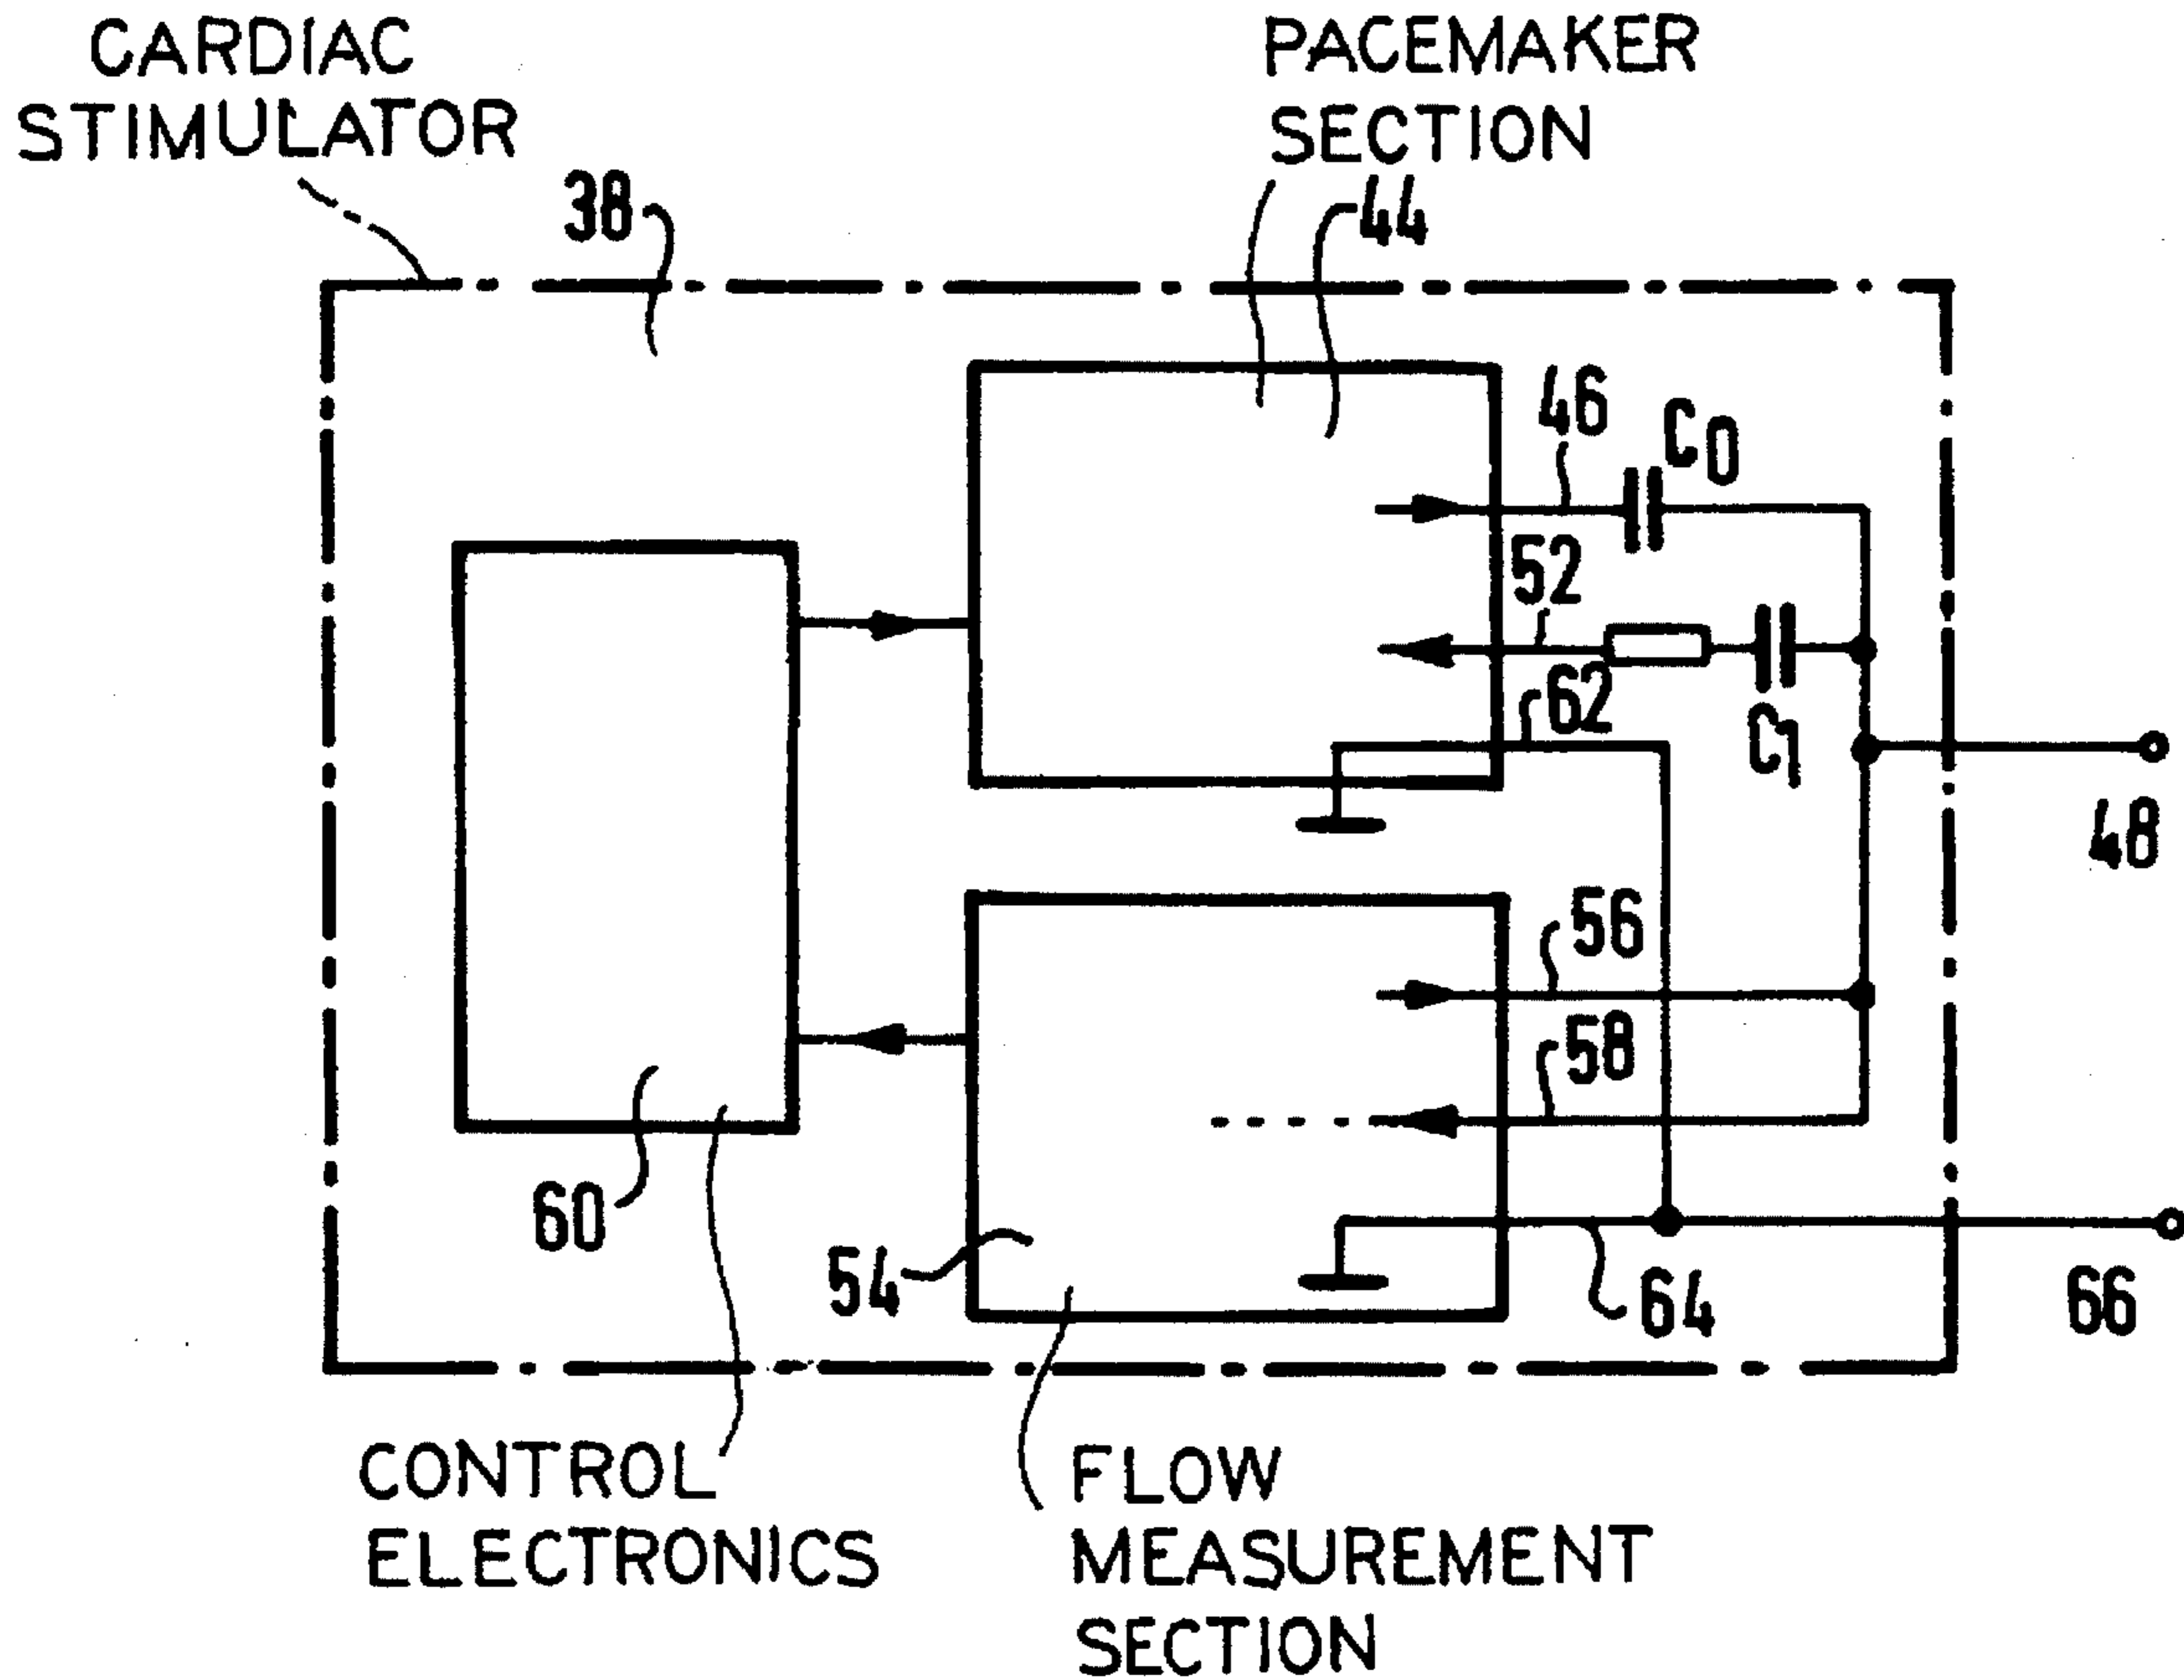 CARDIAC
STIMULATOR
PACEMAKER
SECTION
38
44
46
C0
52
62
C1
48
56
58
60
54
64
66
CONTROL
ELECTRONICS
FLOW
MEASUREMENT
SECTION